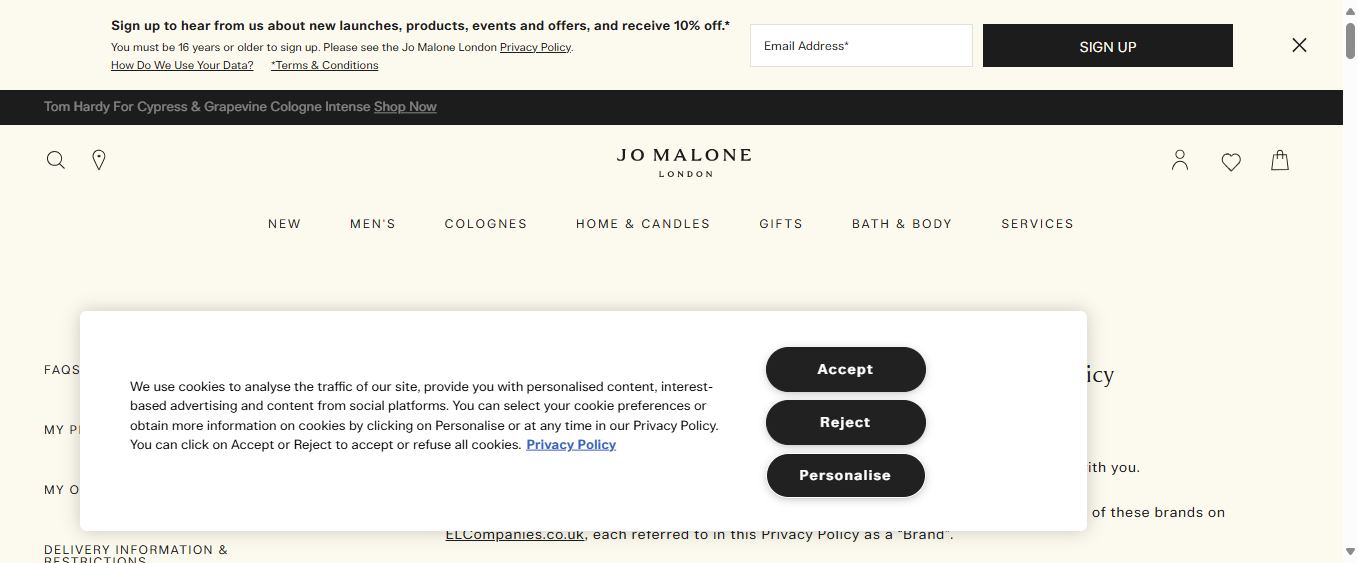 Sign up to hear from us about new launches, products, events and offers, and receive 10% off.*
You must be 16 years or older to sign up. Please see the Jo Malone London Privacy Policy.
How Do We Use Your Data? *Terms & Conditions
Email Address*
SIGN UP
Tom Hardy For Cypress & Grapevine Cologne Intense Shop Now
JO MALONE
LONDON
NEW MEN'S COLOGNES HOME & CANDLES GIFTS BATH & BODY SERVICES
FAQS
MY
MY
DELIVERY INFORMATION &
RESTRICTIONS
We use cookies to analyse the traffic of our site, provide you with personalised content, interest-
based advertising and content from social platforms. You can select your cookie preferences or
obtain more information on cookies by clicking on Personalise or at any time in our Privacy Policy.
You can click on Accept or Reject to accept or refuse all cookies. Privacy Policy
Accept
Reject
Personalise
icy
ith you.
of these brands on
ELCompanies.co.uk, each referred to in this Privacy Policy as a "Brand".